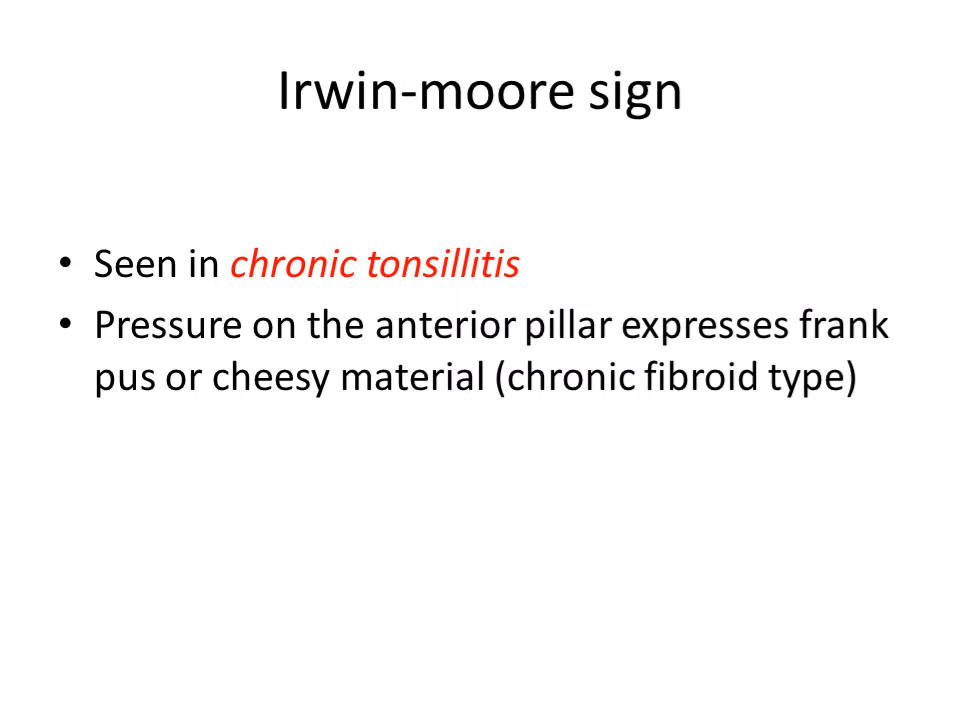 Irwin-moore sign
• Seen in chronic tonsillitis
• Pressure on the anterior pillar expresses frank
pus or cheesy material (chronic fibroid type)